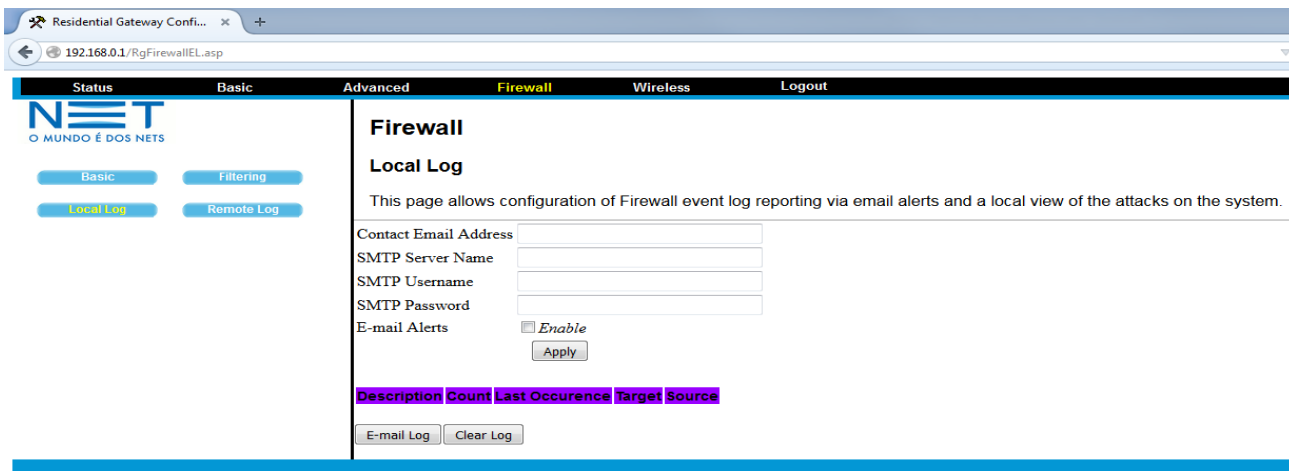 Residential Gateway Confi...
192.168.0.1/RgFirewallEL.asp
Status Basic Advanced Firewall Wireless Logout
NET
O MUNDO É DOS NETS
Basic Filtering
Local Log Remote Log
Firewall
Local Log
This page allows configuration of Firewall event log reporting via email alerts and a local view of the attacks on the system.
Contact Email Address
SMTP Server Name
SMTP Username
SMTP Password
E-mail Alerts Enable
Apply
Description Count Last Occurence Target Source
E-mail Log Clear Log